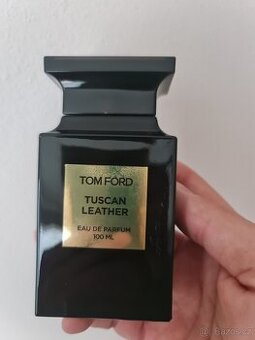 TOM FORD
TUSCAN
LEATHER
EAU DE PARFUM
100 ML